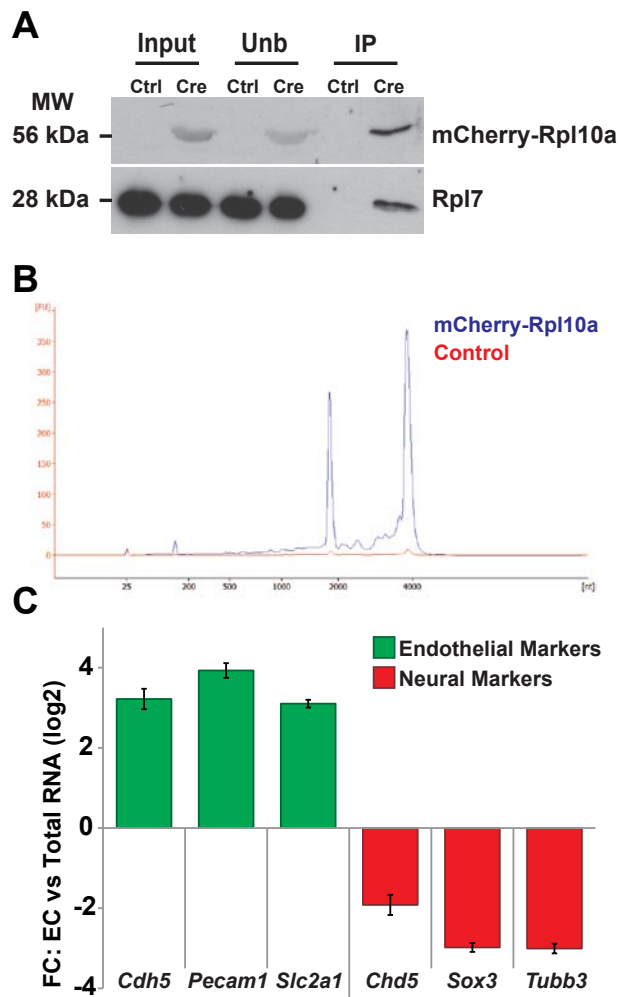 A
Input Unb IP
Ctrl Cre Ctrl Cre Ctrl Cre
MW
56 kDa mCherry-Rpl10a
28 kDa Rpl7
B
[FU]
mCherry-Rpl10a
Control
350
300
250
200
150
100
50
0
25 200 500 1000 2000 4000 [nt]
C
FC: EC vs Total RNA (log2)
Endothelial Markers
Neural Markers
4
2
0
-2
-4
Cdh5 Pecam1 Slc2a1 Chd5 Sox3 Tubb3